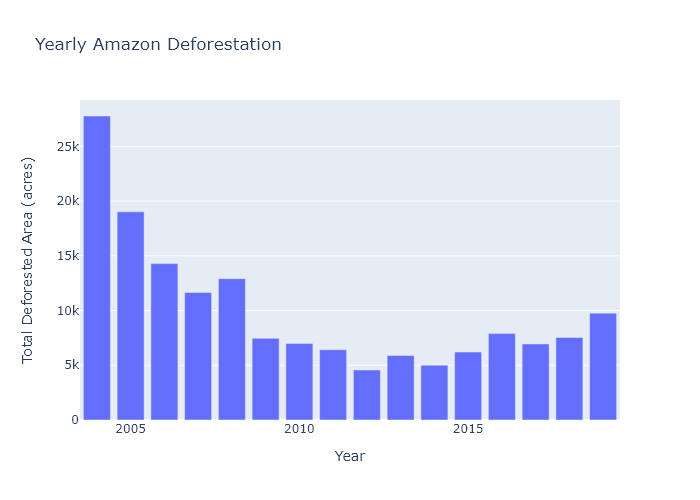 Yearly Amazon Deforestation
Total Deforested Area (acres)
25k
20k
15k
10k
5k
0
2005
2010
2015
Year